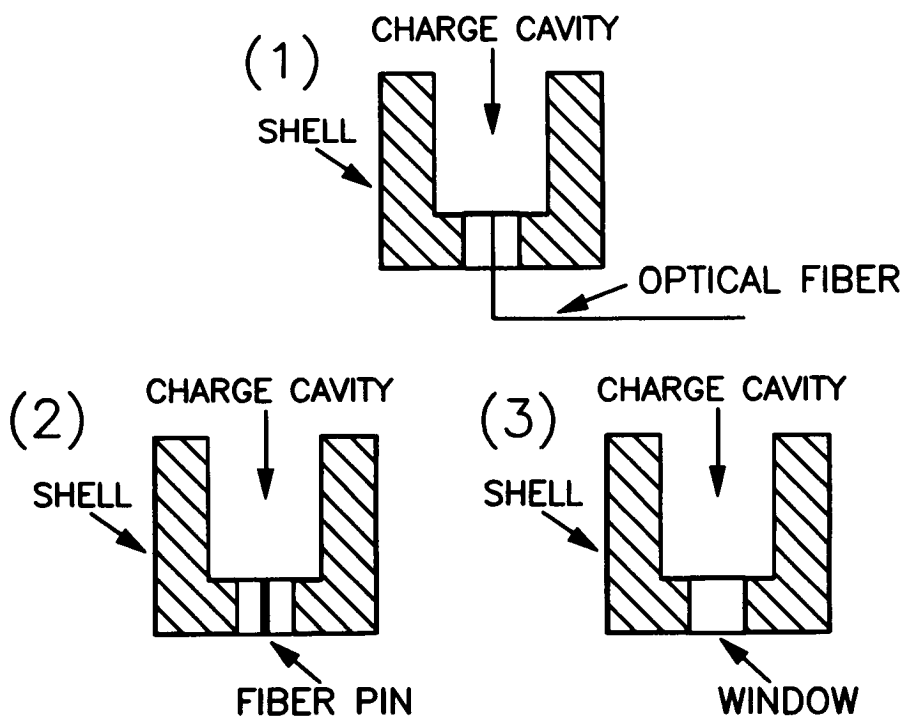 CHARGE CAVITY
(1)
SHELL
OPTICAL FIBER
CHARGE CAVITY
(2)
SHELL
FIBER PIN
CHARGE CAVITY
(3)
SHELL
WINDOW